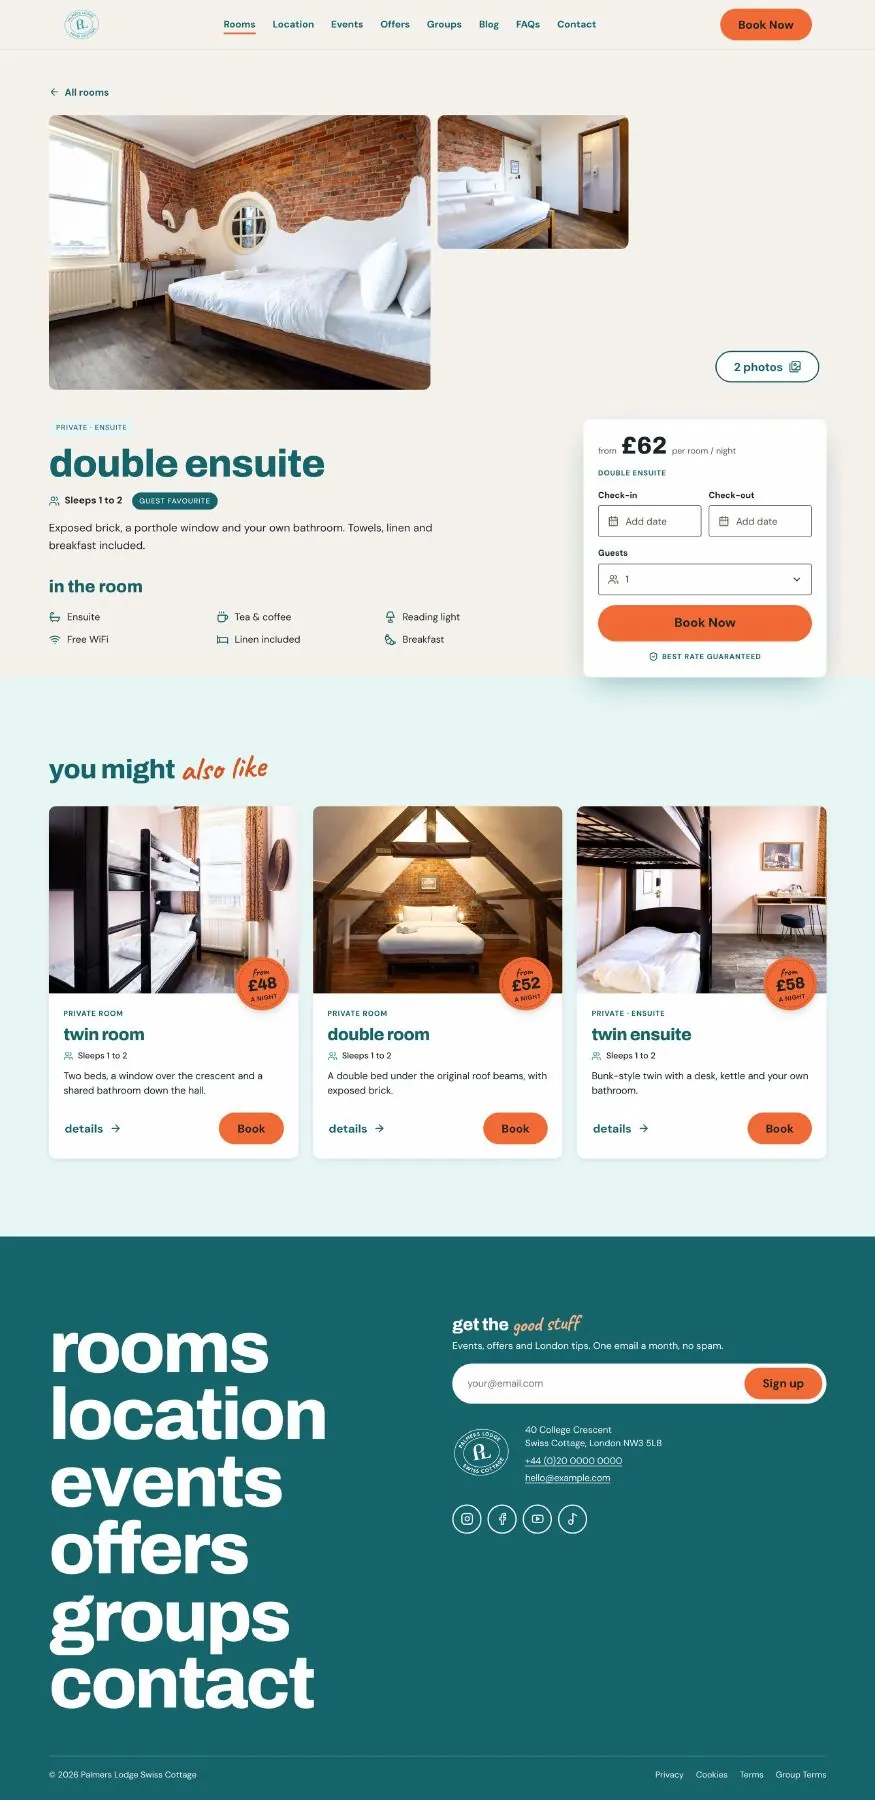 Rooms Location Events Offers Groups Blog FAQs Contact Book Now
All rooms
2 photos
PRIVATE · ENSUITE
double ensuite
Sleeps 1 to 2 GUEST FAVOURITE
Exposed brick, a porthole window and your own bathroom. Towels, linen and
breakfast included.
in the room
Ensuite Tea & coffee Reading light
Free WiFi Linen included Breakfast
from £62 per room / night
DOUBLE ENSUITE
Check-in Check-out
Add date Add date
Guests
1
Book Now
BEST RATE GUARANTEED
you might also like
from
£48
A NIGHT
PRIVATE ROOM
twin room
Sleeps 1 to 2
Two beds, a window over the crescent and a
shared bathroom down the hall.
details Book
from
£52
A NIGHT
PRIVATE ROOM
double room
Sleeps 1 to 2
A double bed under the original roof beams, with
exposed brick.
details Book
from
£58
A NIGHT
PRIVATE · ENSUITE
twin ensuite
Sleeps 1 to 2
Bunk-style twin with a desk, kettle and your own
bathroom.
details Book
rooms
location
events
offers
groups
contact
get the good stuff
Events, offers and London tips. One email a month, no spam.
your@email.com Sign up
PALMERS LODGE
PL
SWISS COTTAGE
40 College Crescent
Swiss Cottage, London NW3 5LB
+44 (0)20 0000 0000
hello@example.com
© 2026 Palmers Lodge Swiss Cottage
Privacy Cookies Terms Group Terms